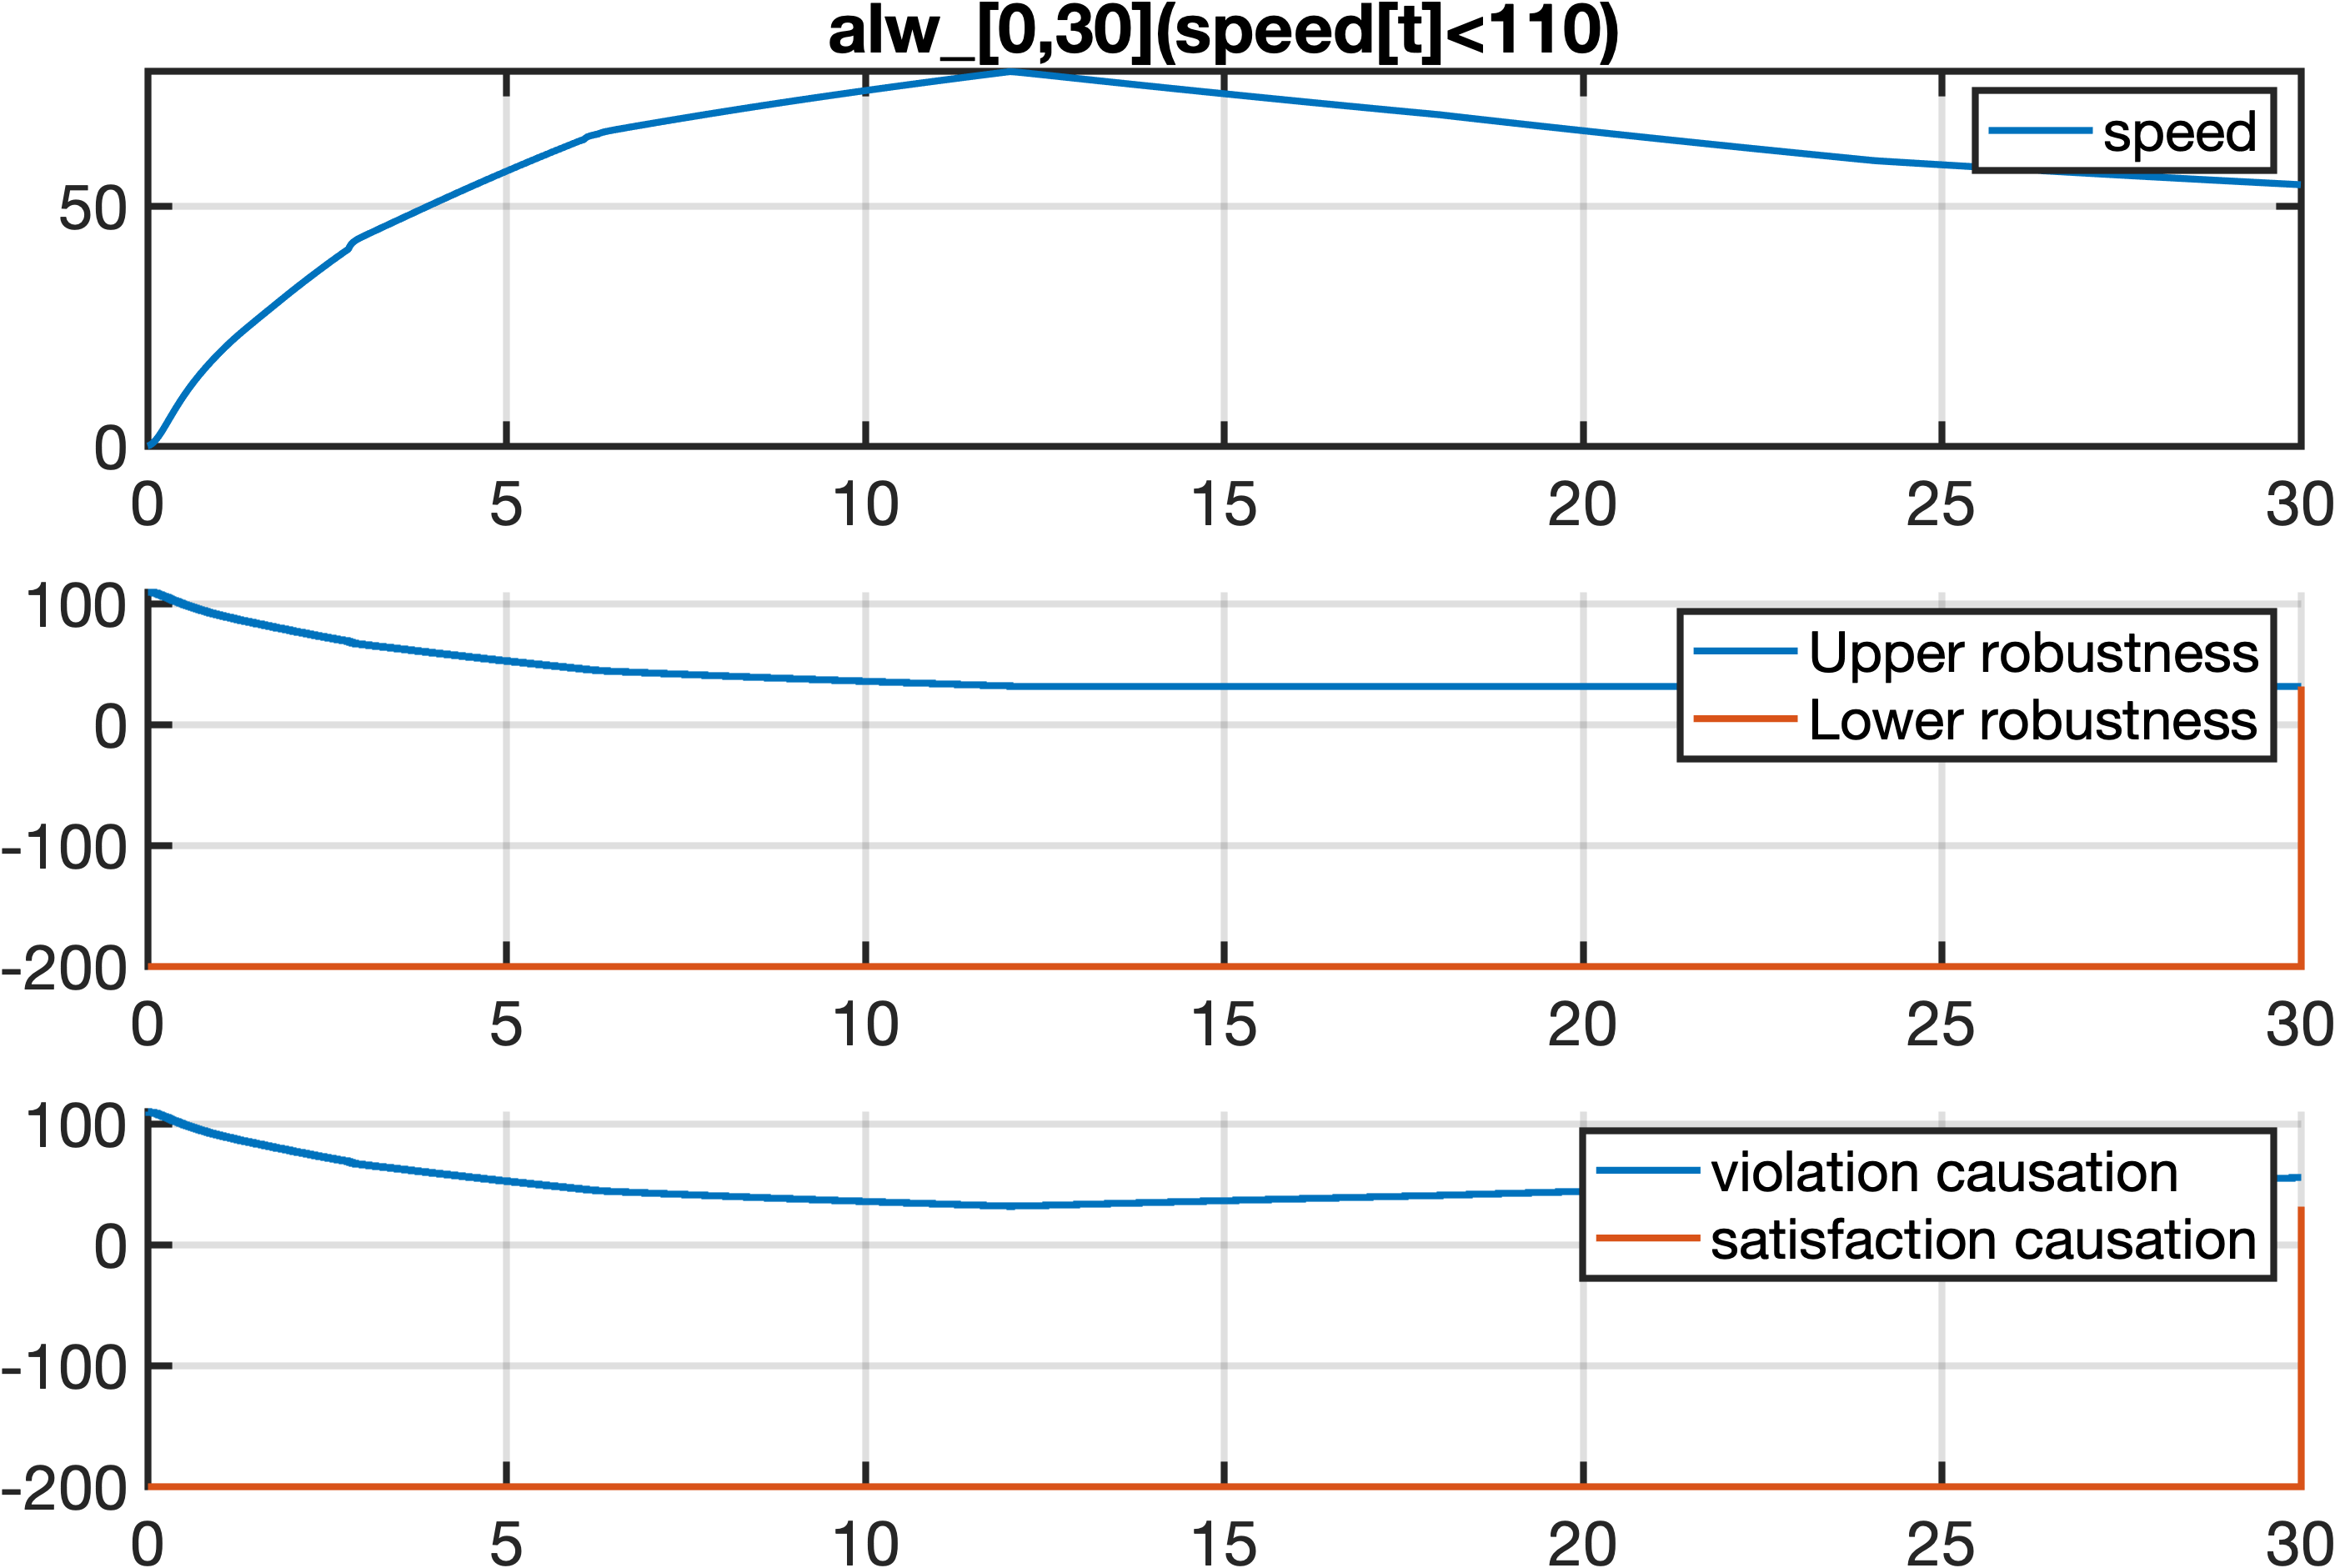 alw_[0,30](speed[t]<110)
speed
50
0
0 5 10 15 20 25 30
100
Upper robustness
Lower robustness
0
-100
-200
0 5 10 15 20 25 30
100
violation causation
satisfaction causation
0
-100
-200
0 5 10 15 20 25 30